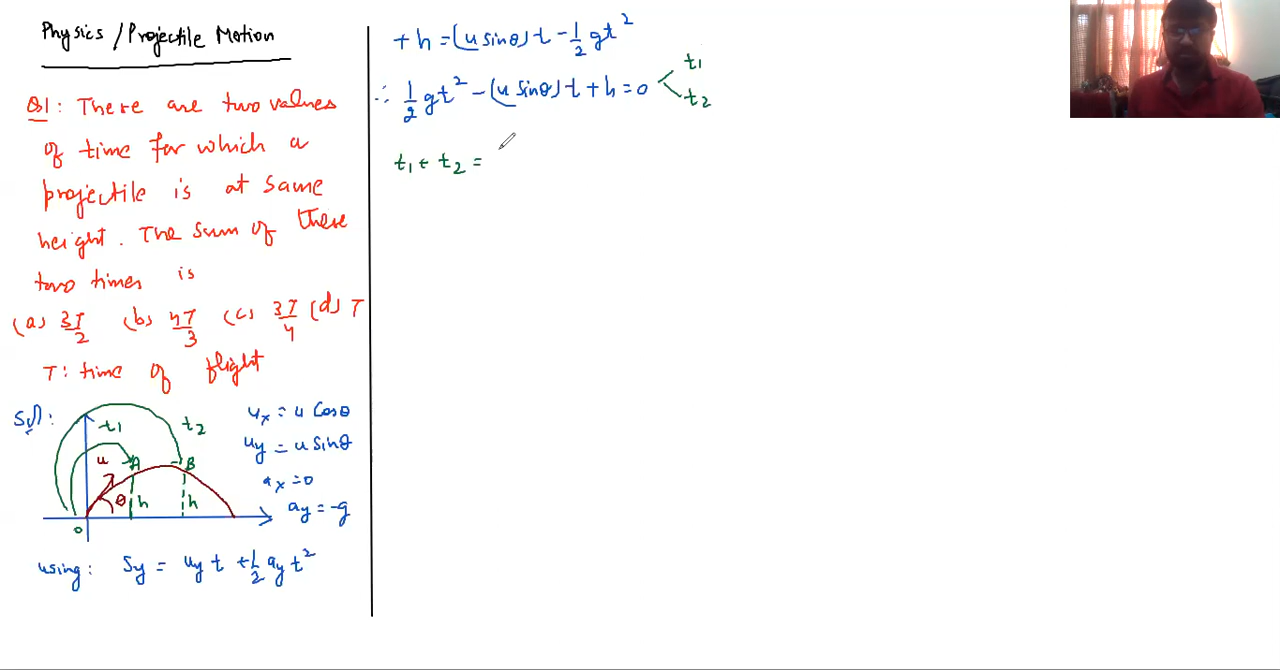 Physics / Projectile Motion
Q1: There are two values
of time for which a
projectile is at same
height. The sum of these
two times is
(a) 3T/2 (b) 4T/3 (c) 3T/4 (d) T
T: time of flight
Sol:
t1 t2
u A B
θ h h
O
ux = u Cosθ
uy = u Sinθ
ax = 0
ay = -g
using: Sy = uy t + 1/2 ay t²
+h = (u sinθ) t - 1/2 gt²
∴ 1/2 gt² - (u sinθ) t + h = 0 < t1 t2
t1 + t2 =